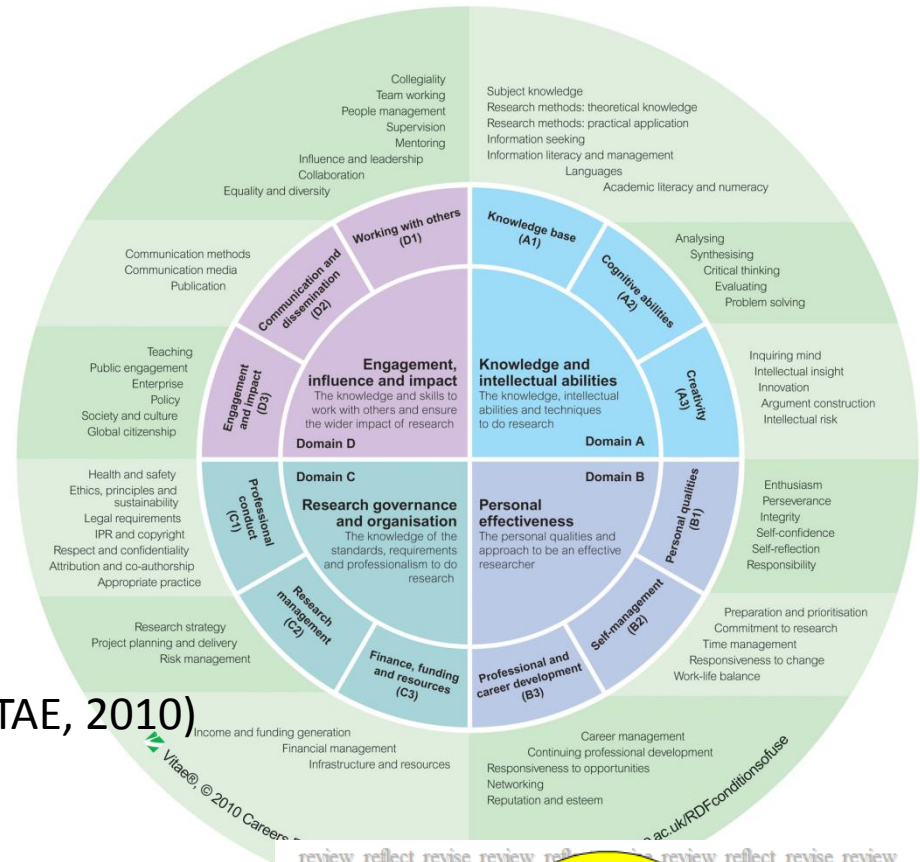 Collegiality
Team working
People management
Supervision
Mentoring
Influence and leadership
Collaboration
Equality and diversity
Subject knowledge
Research methods: theoretical knowledge
Research methods: practical application
Information seeking
Information literacy and management
Languages
Academic literacy and numeracy
Communication methods
Communication media
Publication
Analysing
Synthesising
Critical thinking
Evaluating
Problem solving
Teaching
Public engagement
Enterprise
Policy
Society and culture
Global citizenship
Inquiring mind
Intellectual insight
Innovation
Argument construction
Intellectual risk
Working with others
(D1)
Communication and
dissemination
(D2)
Engagement
and impact
(D3)
Knowledge base
(A1)
Cognitive abilities
(A2)
Creativity
(A3)
Engagement,
influence and impact
The knowledge and skills to
work with others and ensure
the wider impact of research
Domain D
Knowledge and
intellectual abilities
The knowledge, intellectual
abilities and techniques
to do research
Domain A
Domain C
Research governance
and organisation
The knowledge of the
standards, requirements
and professionalism to do
research
Domain B
Personal
effectiveness
The personal qualities and
approach to be an effective
researcher
Professional
conduct
(C1)
Research
management
(C2)
Finance, funding
and resources
(C3)
Personal qualities
(B1)
Self-management
(B2)
Professional and
career development
(B3)
Health and safety
Ethics, principles and
sustainability
Legal requirements
IPR and copyright
Respect and confidentiality
Attribution and co-authorship
Appropriate practice
Enthusiasm
Perseverance
Integrity
Self-confidence
Self-reflection
Responsibility
Research strategy
Project planning and delivery
Risk management
Preparation and prioritisation
Commitment to research
Time management
Responsiveness to change
Work-life balance
TAE, 2010)
Income and funding generation
Financial management
Infrastructure and resources
Career management
Continuing professional development
Responsiveness to opportunities
Networking
Reputation and esteem
Vitae®, © 2010 Careers
ac.uk/RDFconditionsofuse
review reflect revise review review reflect revise review